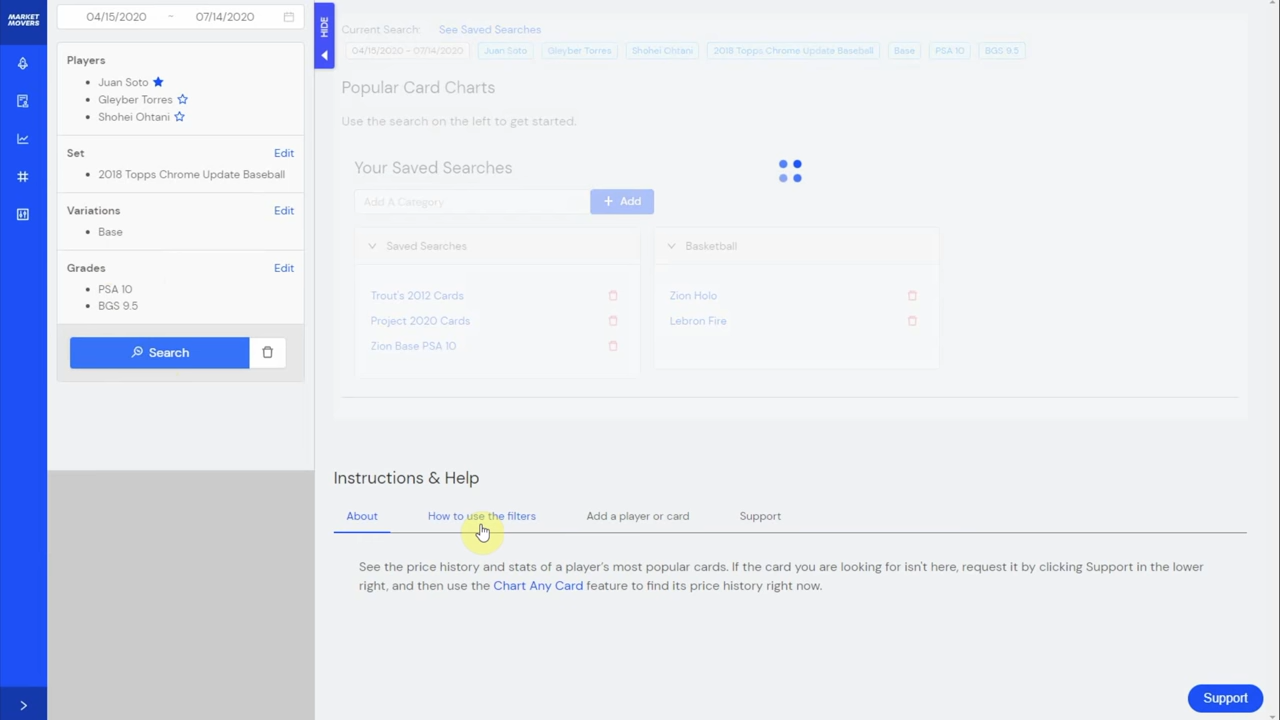 MARKET
MOVERS
04/15/2020 ~ 07/14/2020
Players
Juan Soto
Gleyber Torres
Shohei Ohtani
Set Edit
2018 Topps Chrome Update Baseball
Variations Edit
Base
Grades Edit
PSA 10
BGS 9.5
Search
HIDE
Current Search: See Saved Searches
04/15/2020 - 07/14/2020 Juan Soto Gleyber Torres Shohei Ohtani 2018 Topps Chrome Update Baseball Base PSA 10 BGS 9.5
Popular Card Charts
Use the search on the left to get started.
Your Saved Searches
Add A Category + Add
Saved Searches
Trout's 2012 Cards
Project 2020 Cards
Zion Base PSA 10
Basketball
Zion Holo
Lebron Fire
Instructions & Help
About How to use the filters Add a player or card Support
See the price history and stats of a player's most popular cards. If the card you are looking for isn't here, request it by clicking Support in the lower
right, and then use the Chart Any Card feature to find its price history right now.
Support